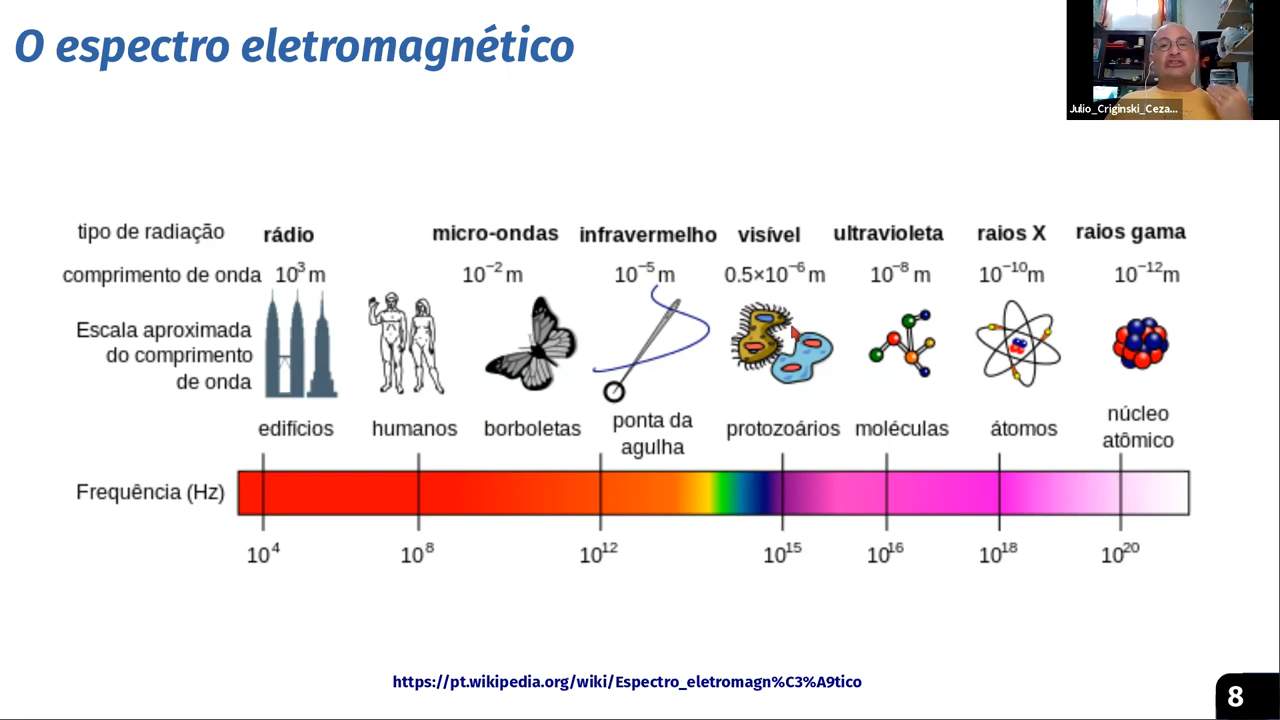 O espectro eletromagnético
Julio_Criginski_Ceza...
tipo de radiação rádio micro-ondas infravermelho visível ultravioleta raios X raios gama
comprimento de onda 10³ m 10⁻² m 10⁻⁵ m 0.5×10⁻⁶ m 10⁻⁸ m 10⁻¹⁰ m 10⁻¹² m
Escala aproximada
do comprimento
de onda
edifícios humanos borboletas ponta da agulha protozoários moléculas átomos núcleo atômico
Frequência (Hz)
10⁴ 10⁸ 10¹² 10¹⁵ 10¹⁶ 10¹⁸ 10²⁰
https://pt.wikipedia.org/wiki/Espectro_eletromagn%C3%A9tico
8